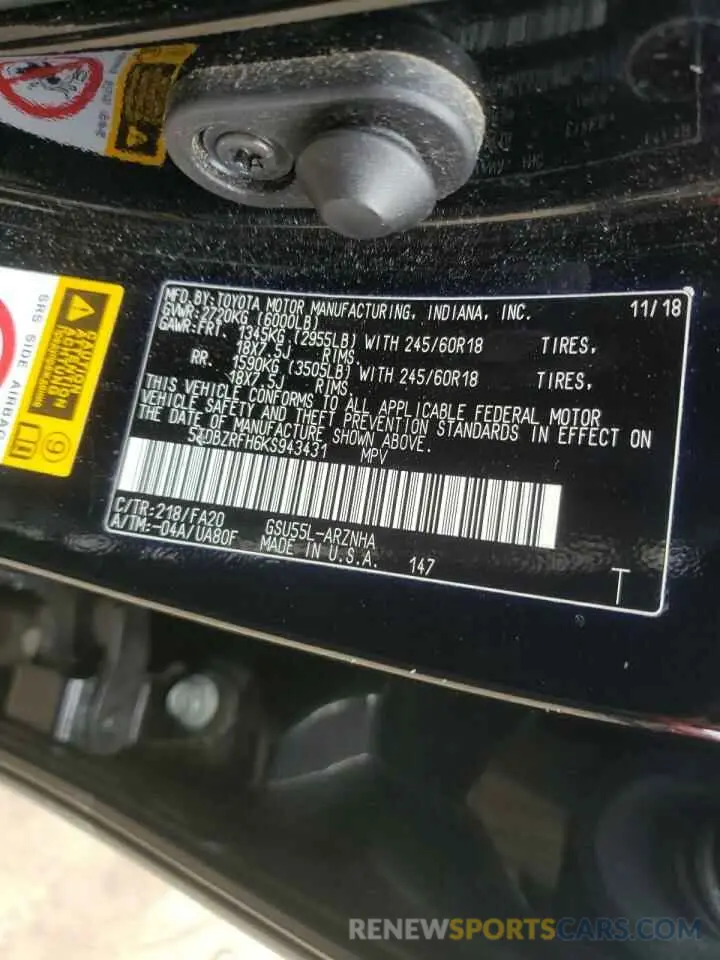 SRS SIDE AIRBAG
MFD.BY:TOYOTA MOTOR MANUFACTURING, INDIANA, INC. 11/18
GVWR:2720KG (6000LB)
GAWR:FRT 1345KG (2955LB) WITH 245/60R18 TIRES,
18X7.5J RIMS.
RR. 1590KG (3505LB) WITH 245/60R18 TIRES,
18X7.5J RIMS.
THIS VEHICLE CONFORMS TO ALL APPLICABLE FEDERAL MOTOR
VEHICLE SAFETY AND THEFT PREVENTION STANDARDS IN EFFECT ON
THE DATE OF MANUFACTURE SHOWN ABOVE.
5TDBZRFH6KS943431 MPV
C/TR:218/FA20 GSU55L-ARZNHA
A/TM:-04A/UA80F MADE IN U.S.A. 147
T
RENEWSPORTSCARS.COM